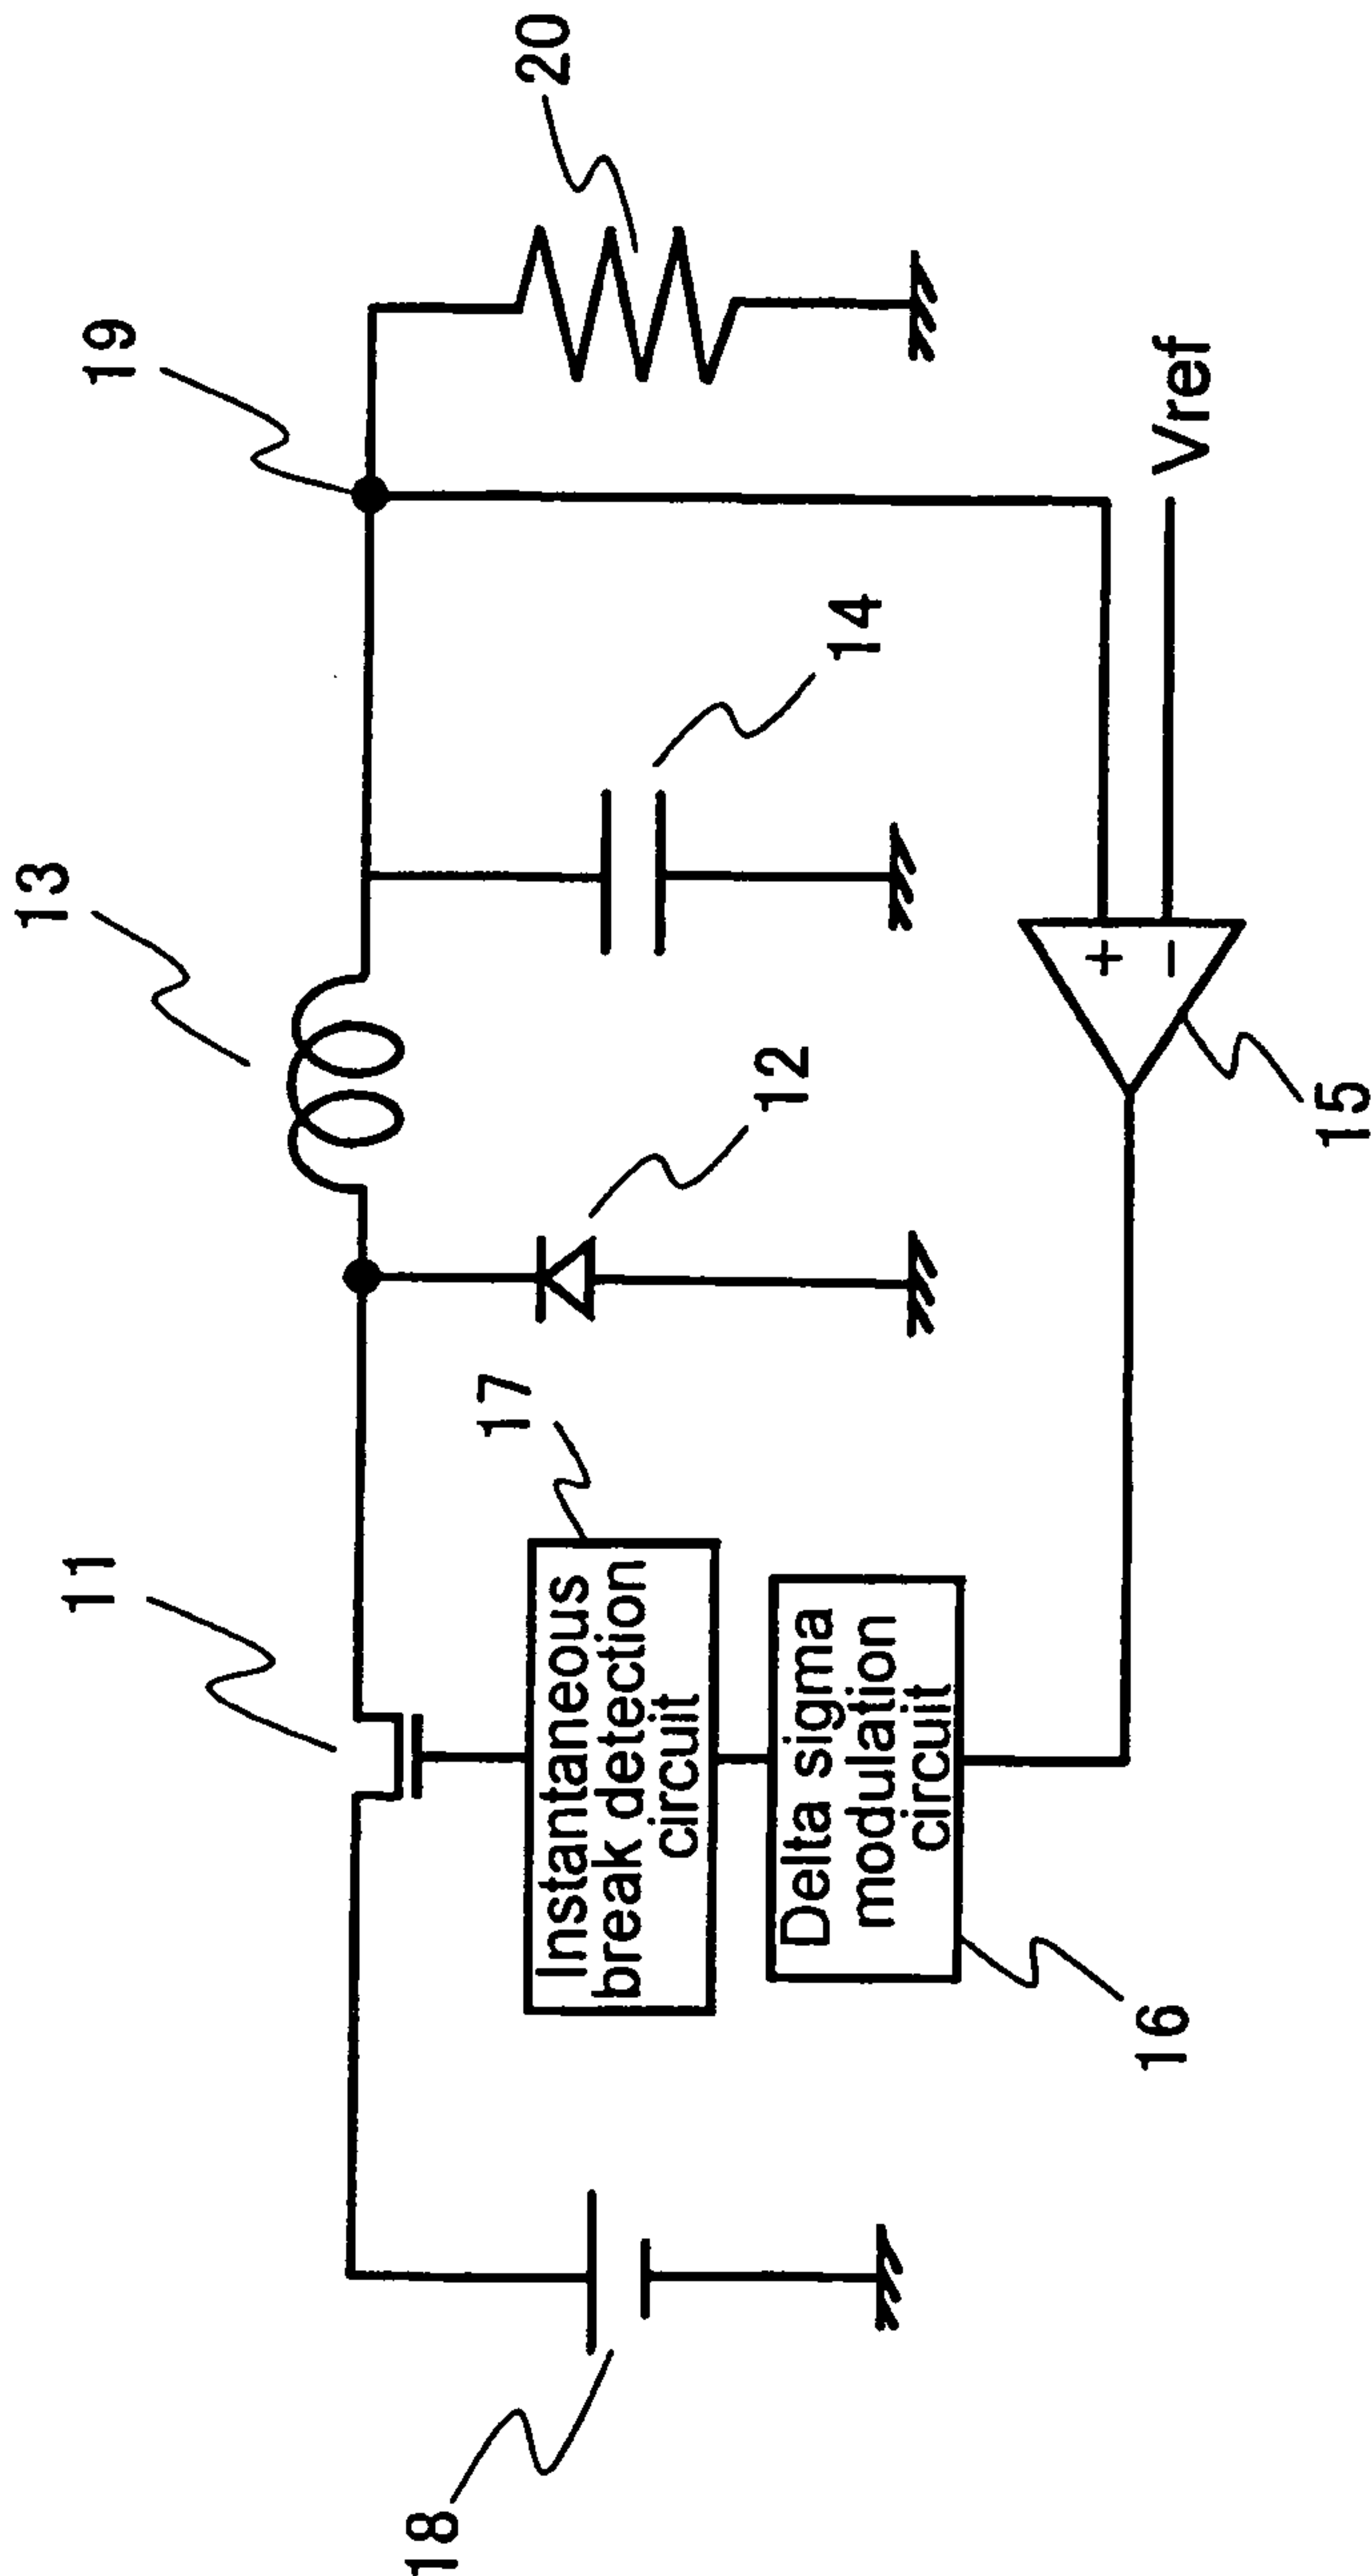 11
13
19
20
17
12
14
Instantaneous
break detection
circuit
Delta sigma
modulation
circuit
18
16
15
+
−
Vref